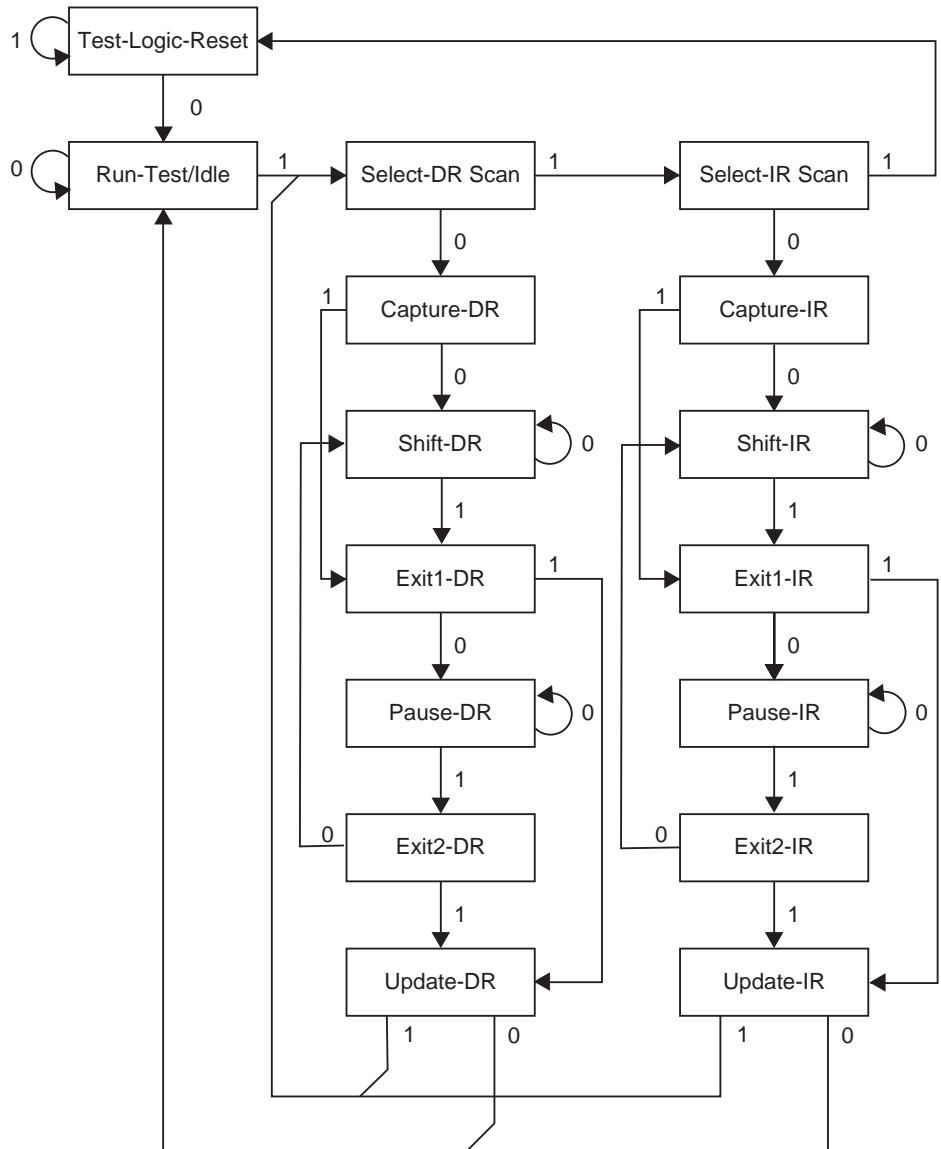 Test-Logic-Reset
1
0
Run-Test/Idle
0
1
Select-DR Scan
1
Select-IR Scan
1
0
0
Capture-DR
1
Capture-IR
1
0
0
Shift-DR
0
Shift-IR
0
1
1
Exit1-DR
1
Exit1-IR
1
0
0
Pause-DR
0
Pause-IR
0
1
1
Exit2-DR
0
Exit2-IR
0
1
1
Update-DR
Update-IR
1
0
1
0